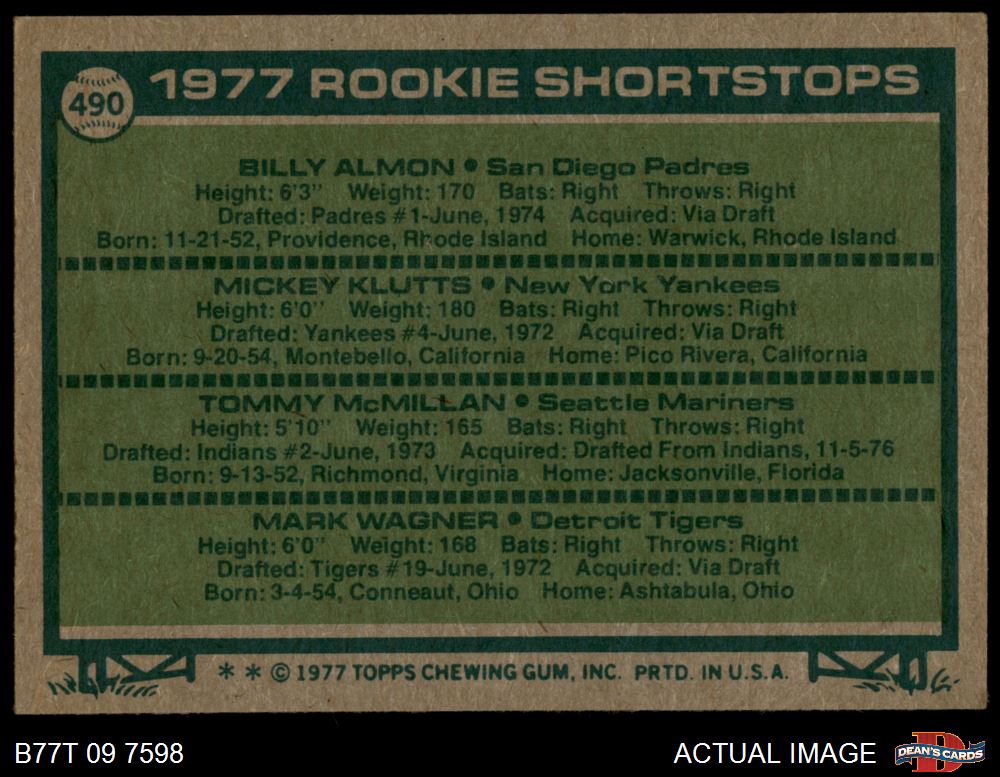 490
1977 ROOKIE SHORTSTOPS
BILLY ALMON • San Diego Padres
Height: 6'3" Weight: 170 Bats: Right Throws: Right
Drafted: Padres #1-June, 1974 Acquired: Via Draft
Born: 11-21-52, Providence, Rhode Island Home: Warwick, Rhode Island
MICKEY KLUTTS • New York Yankees
Height: 6'0" Weight: 180 Bats: Right Throws: Right
Drafted: Yankees #4-June, 1972 Acquired: Via Draft
Born: 9-20-54, Montebello, California Home: Pico Rivera, California
TOMMY McMILLAN • Seattle Mariners
Height: 5'10" Weight: 165 Bats: Right Throws: Right
Drafted: Indians #2-June, 1973 Acquired: Drafted From Indians, 11-5-76
Born: 9-13-52, Richmond, Virginia Home: Jacksonville, Florida
MARK WAGNER • Detroit Tigers
Height: 6'0" Weight: 168 Bats: Right Throws: Right
Drafted: Tigers #19-June, 1972 Acquired: Via Draft
Born: 3-4-54, Conneaut, Ohio Home: Ashtabula, Ohio
* * © 1977 TOPPS CHEWING GUM, INC. PRTD. IN U.S.A.
B77T 09 7598
ACTUAL IMAGE
D
DEAN'S CARDS